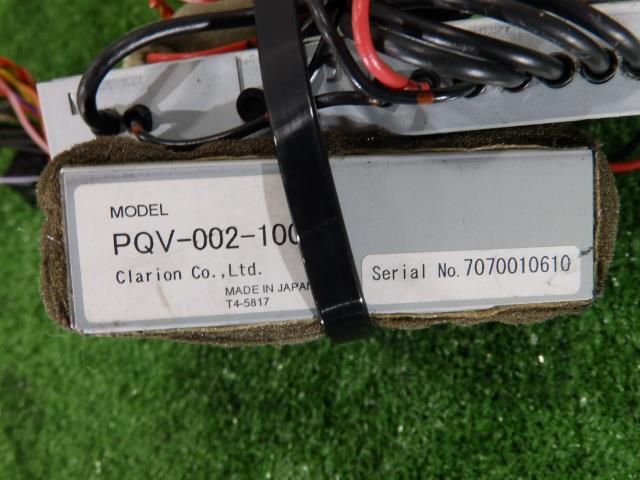 MODEL
PQV-002-100
Clarion Co.,Ltd.
MADE IN JAPAN
T4-5817
Serial No.7070010610